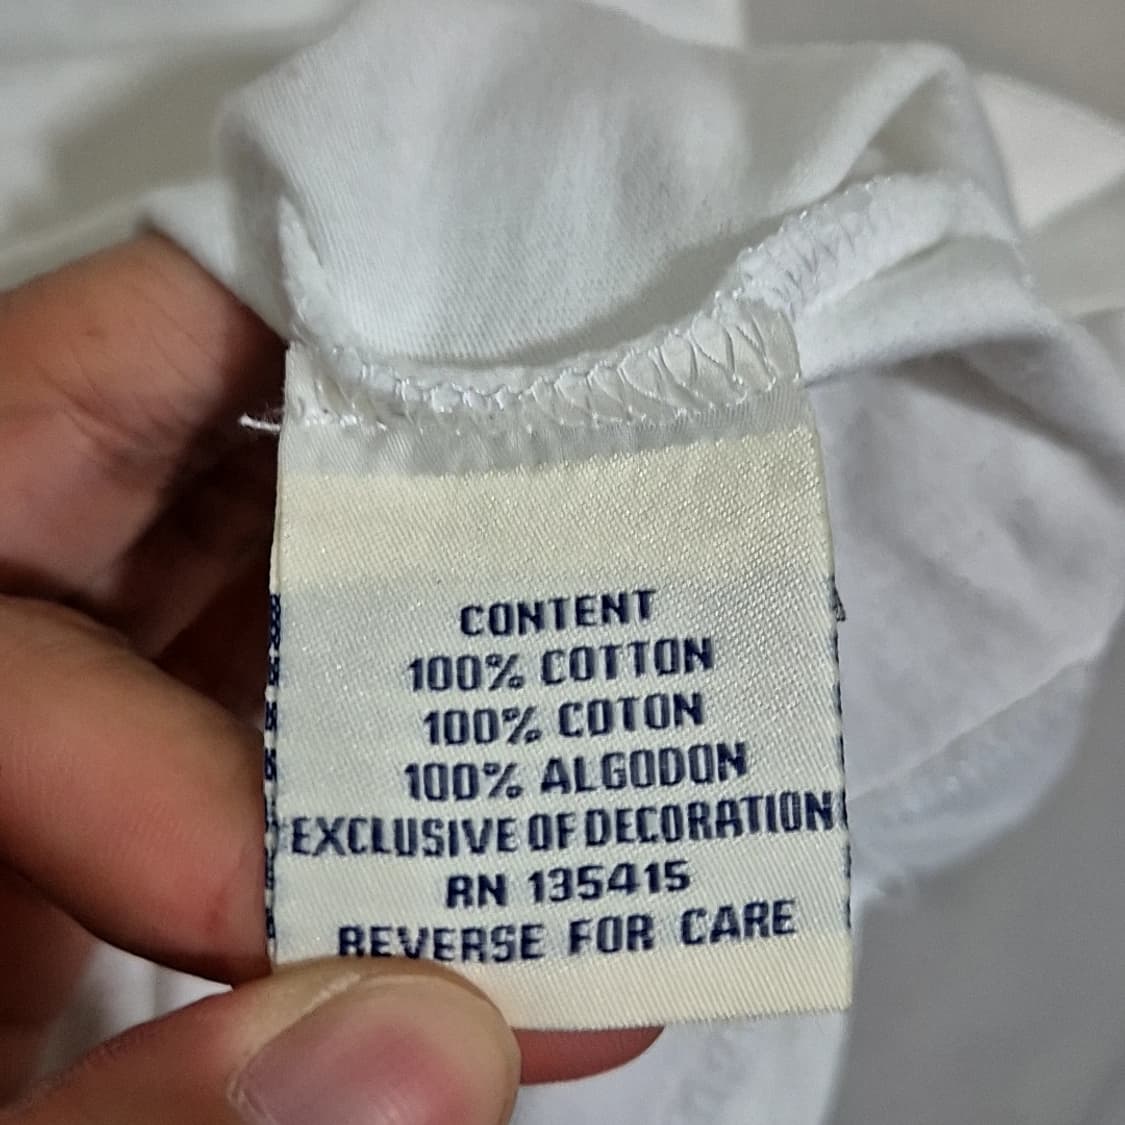 CONTENT
100% COTTON
100% COTON
100% ALGODON
EXCLUSIVE OF DECORATION
RN 135415
REVERSE FOR CARE